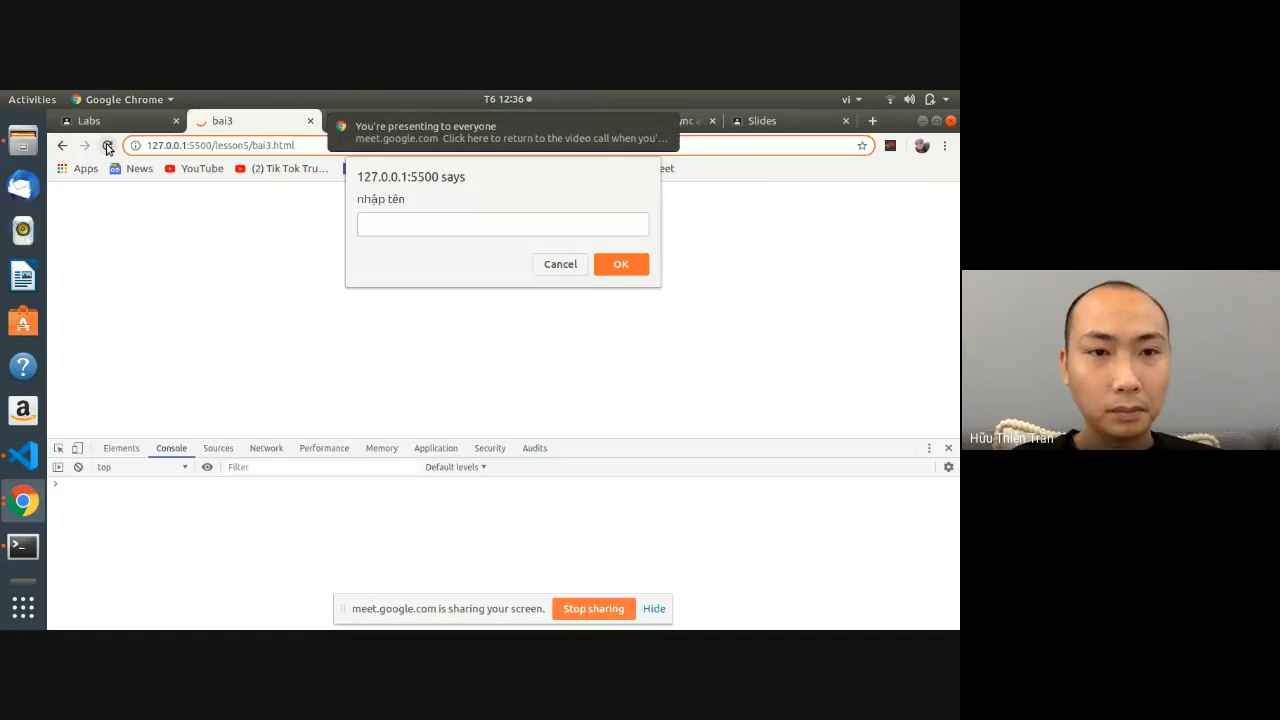 Activities Google Chrome T6 12:36 vi
Labs bai3 ync Slides
You're presenting to everyone
meet.google.com Click here to return to the video call when you'...
127.0.0.1:5500/lesson5/bai3.html
Apps News YouTube (2) Tik Tok Tru... eet
127.0.0.1:5500 says
nhập tên
Cancel OK
Hữu Thiên Trần
Elements Console Sources Network Performance Memory Application Security Audits
top Filter Default levels
meet.google.com is sharing your screen. Stop sharing Hide